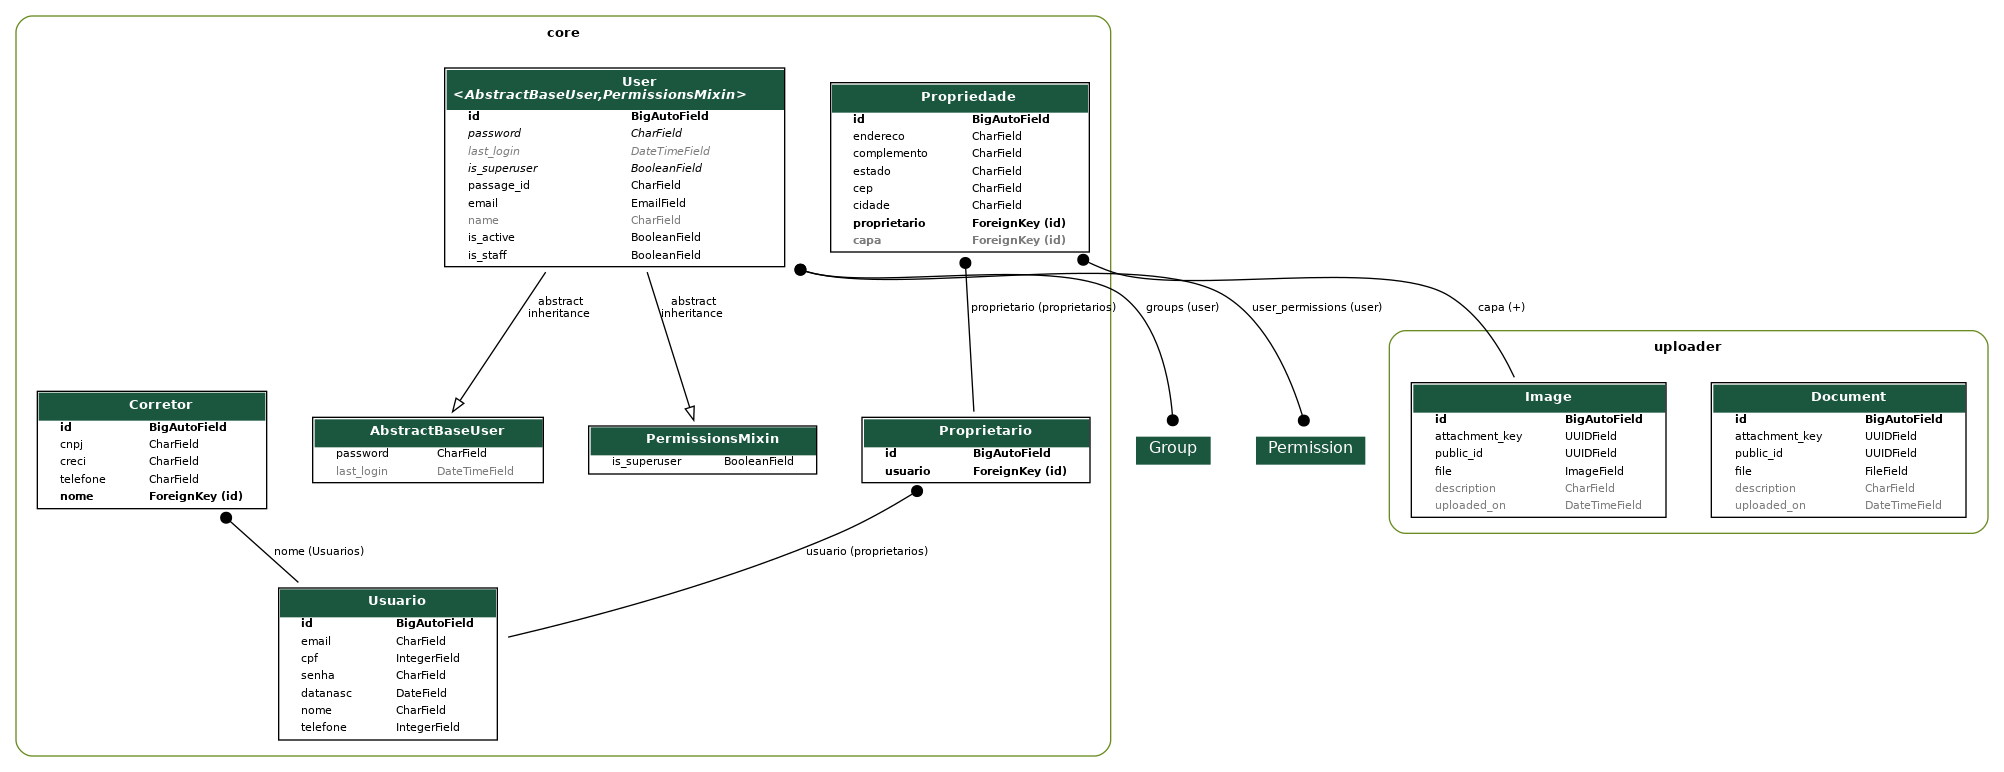 core
User
<AbstractBaseUser,PermissionsMixin>
id BigAutoField
password CharField
last_login DateTimeField
is_superuser BooleanField
passage_id CharField
email EmailField
name CharField
is_active BooleanField
is_staff BooleanField
Propriedade
id BigAutoField
endereco CharField
complemento CharField
estado CharField
cep CharField
cidade CharField
proprietario ForeignKey (id)
capa ForeignKey (id)
abstract
inheritance
abstract
inheritance
proprietario (proprietarios)
groups (user)
user_permissions (user)
capa (+)
Corretor
id BigAutoField
cnpj CharField
creci CharField
telefone CharField
nome ForeignKey (id)
AbstractBaseUser
password CharField
last_login DateTimeField
PermissionsMixin
is_superuser BooleanField
Proprietario
id BigAutoField
usuario ForeignKey (id)
Group
Permission
uploader
Image
id BigAutoField
attachment_key UUIDField
public_id UUIDField
file ImageField
description CharField
uploaded_on DateTimeField
Document
id BigAutoField
attachment_key UUIDField
public_id UUIDField
file FileField
description CharField
uploaded_on DateTimeField
nome (Usuarios)
usuario (proprietarios)
Usuario
id BigAutoField
email CharField
cpf IntegerField
senha CharField
datanasc DateField
nome CharField
telefone IntegerField